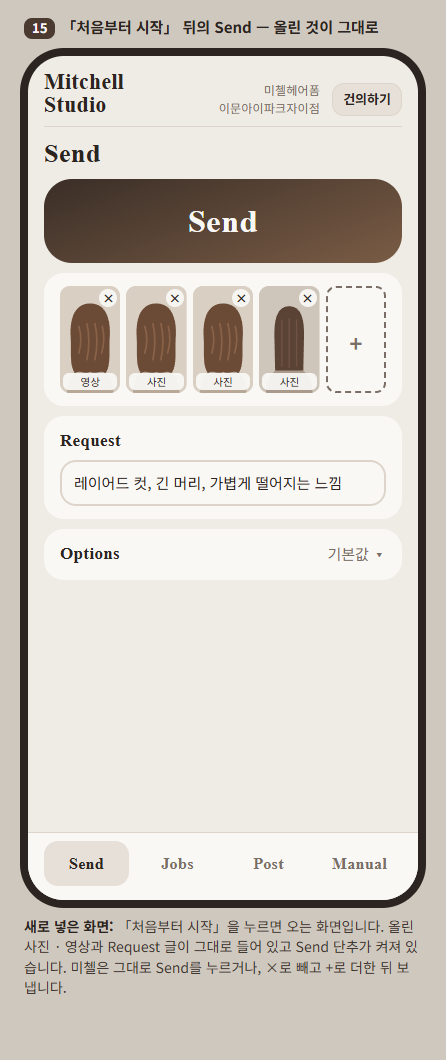 15 「처음부터 시작」 뒤의 Send — 올린 것이 그대로
Mitchell
Studio
미첼헤어폼
이문아이파크자이점
건의하기
Send
Send
× × × ×
영상 사진 사진 사진 +
Request
레이어드 컷, 긴 머리, 가볍게 떨어지는 느낌
Options 기본값 ▾
Send Jobs Post Manual
새로 넣은 화면: 「처음부터 시작」을 누르면 오는 화면입니다. 올린
사진 · 영상과 Request 글이 그대로 들어 있고 Send 단추가 켜져 있
습니다. 미첼은 그대로 Send를 누르거나, ×로 빼고 +로 더한 뒤 보
냅니다.